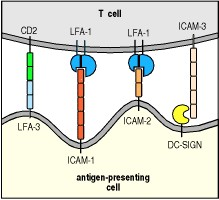 T cell
CD2
LFA-1
LFA-1
ICAM-3
LFA-3
ICAM-1
ICAM-2
DC-SIGN
antigen-presenting
cell